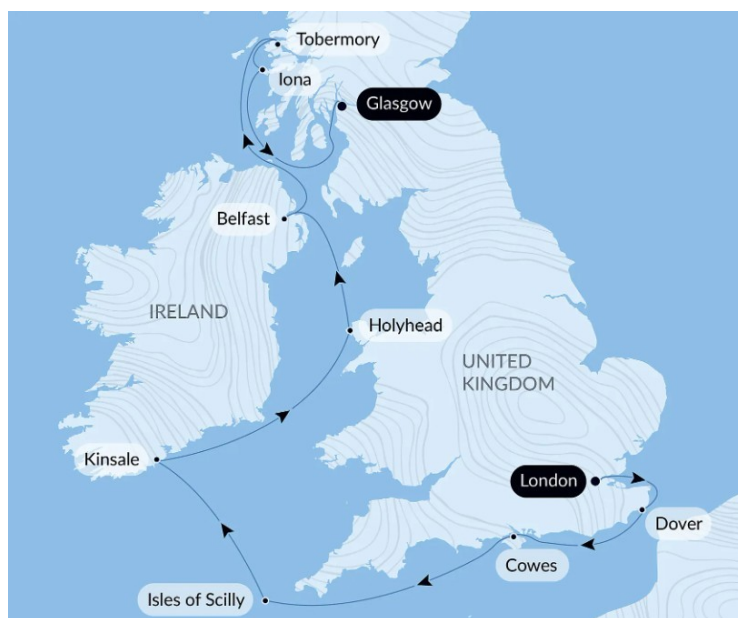 Tobermory
Iona
Glasgow
Belfast
IRELAND
Holyhead
UNITED
KINGDOM
Kinsale
London
Dover
Cowes
Isles of Scilly